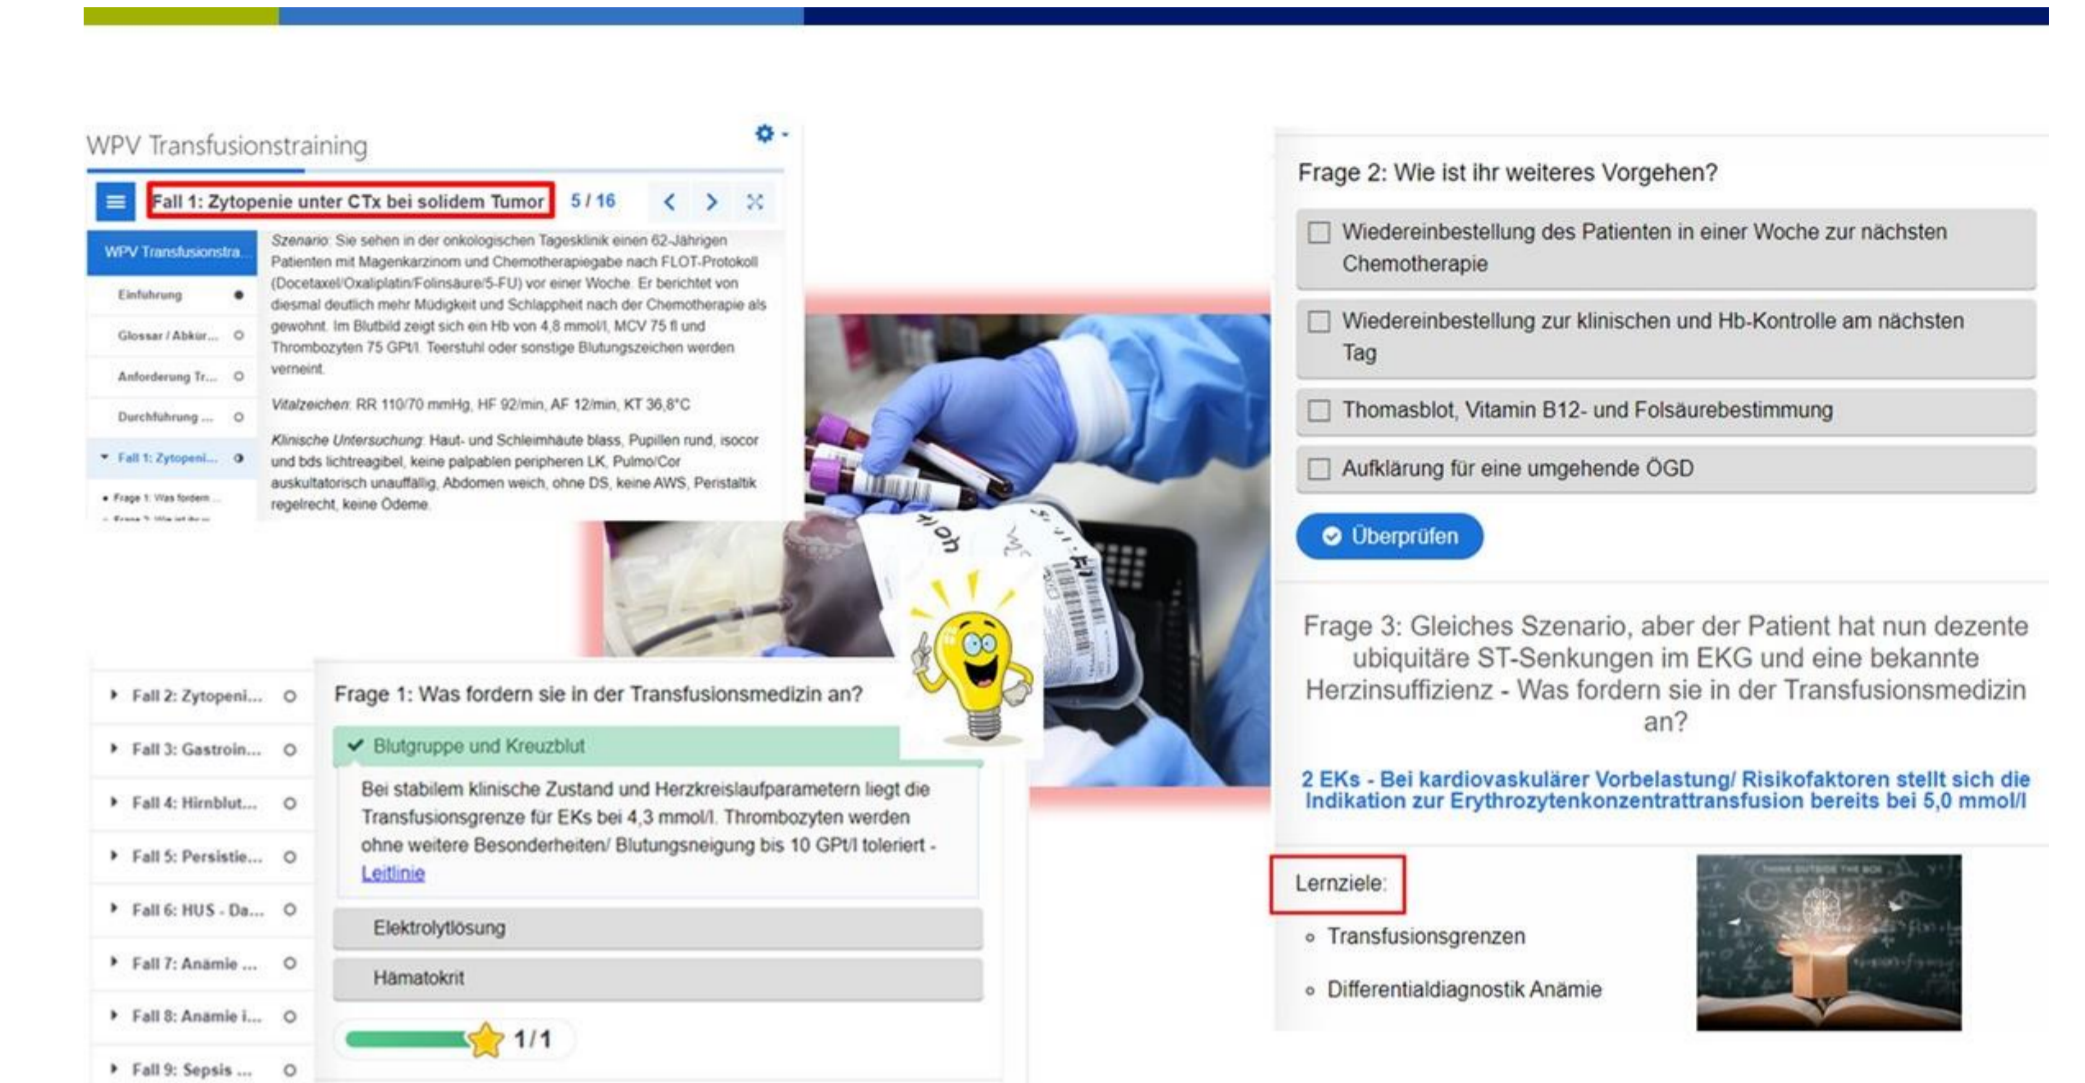 WPV Transfusionstraining
Fall 1: Zytopenie unter CTx bei solidem Tumor
5 / 16
WPV Transfusionstra...
Einführung
Glossar / Abkür...
Anforderung Tr...
Durchführung ...
Fall 1: Zytopeni...
Frage 1: Was fordern ...
Szenario: Sie sehen in der onkologischen Tagesklinik einen 62-Jährigen
Patienten mit Magenkarzinom und Chemotherapiegabe nach FLOT-Protokoll
(Docetaxel/Oxaliplatin/Folinsäure/5-FU) vor einer Woche. Er berichtet von
diesmal deutlich mehr Müdigkeit und Schlappheit nach der Chemotherapie als
gewohnt. Im Blutbild zeigt sich ein Hb von 4,8 mmol/l, MCV 75 fl und
Thrombozyten 75 GPt/l. Teerstuhl oder sonstige Blutungszeichen werden
verneint.
Vitalzeichen: RR 110/70 mmHg, HF 92/min, AF 12/min, KT 36,8°C
Klinische Untersuchung: Haut- und Schleimhäute blass, Pupillen rund, isocor
und bds lichtreagibel, keine palpablen peripheren LK, Pulmo/Cor
auskultatorisch unauffällig, Abdomen weich, ohne DS, keine AWS, Peristaltik
regelrecht, keine Ödeme.
Fall 2: Zytopeni...
Fall 3: Gastroin...
Fall 4: Hirnblut...
Fall 5: Persistie...
Fall 6: HUS - Da...
Fall 7: Anämie ...
Fall 8: Anämie i...
Fall 9: Sepsis ...
Frage 1: Was fordern sie in der Transfusionsmedizin an?
Blutgruppe und Kreuzblut
Bei stabilem klinische Zustand und Herzkreislaufparametern liegt die
Transfusionsgrenze für EKs bei 4,3 mmol/l. Thrombozyten werden
ohne weitere Besonderheiten/ Blutungsneigung bis 10 GPt/l toleriert -
Leitlinie
Elektrolytlösung
Hämatokrit
1/1
Frage 2: Wie ist ihr weiteres Vorgehen?
Wiedereinbestellung des Patienten in einer Woche zur nächsten
Chemotherapie
Wiedereinbestellung zur klinischen und Hb-Kontrolle am nächsten
Tag
Thomasblot, Vitamin B12- und Folsäurebestimmung
Aufklärung für eine umgehende ÖGD
Überprüfen
Frage 3: Gleiches Szenario, aber der Patient hat nun dezente
ubiquitäre ST-Senkungen im EKG und eine bekannte
Herzinsuffizienz - Was fordern sie in der Transfusionsmedizin
an?
2 EKs - Bei kardiovaskulärer Vorbelastung/ Risikofaktoren stellt sich die
Indikation zur Erythrozytenkonzentrattransfusion bereits bei 5,0 mmol/l
Lernziele:
Transfusionsgrenzen
Differentialdiagnostik Anämie
THINK OUTSIDE THE BOX